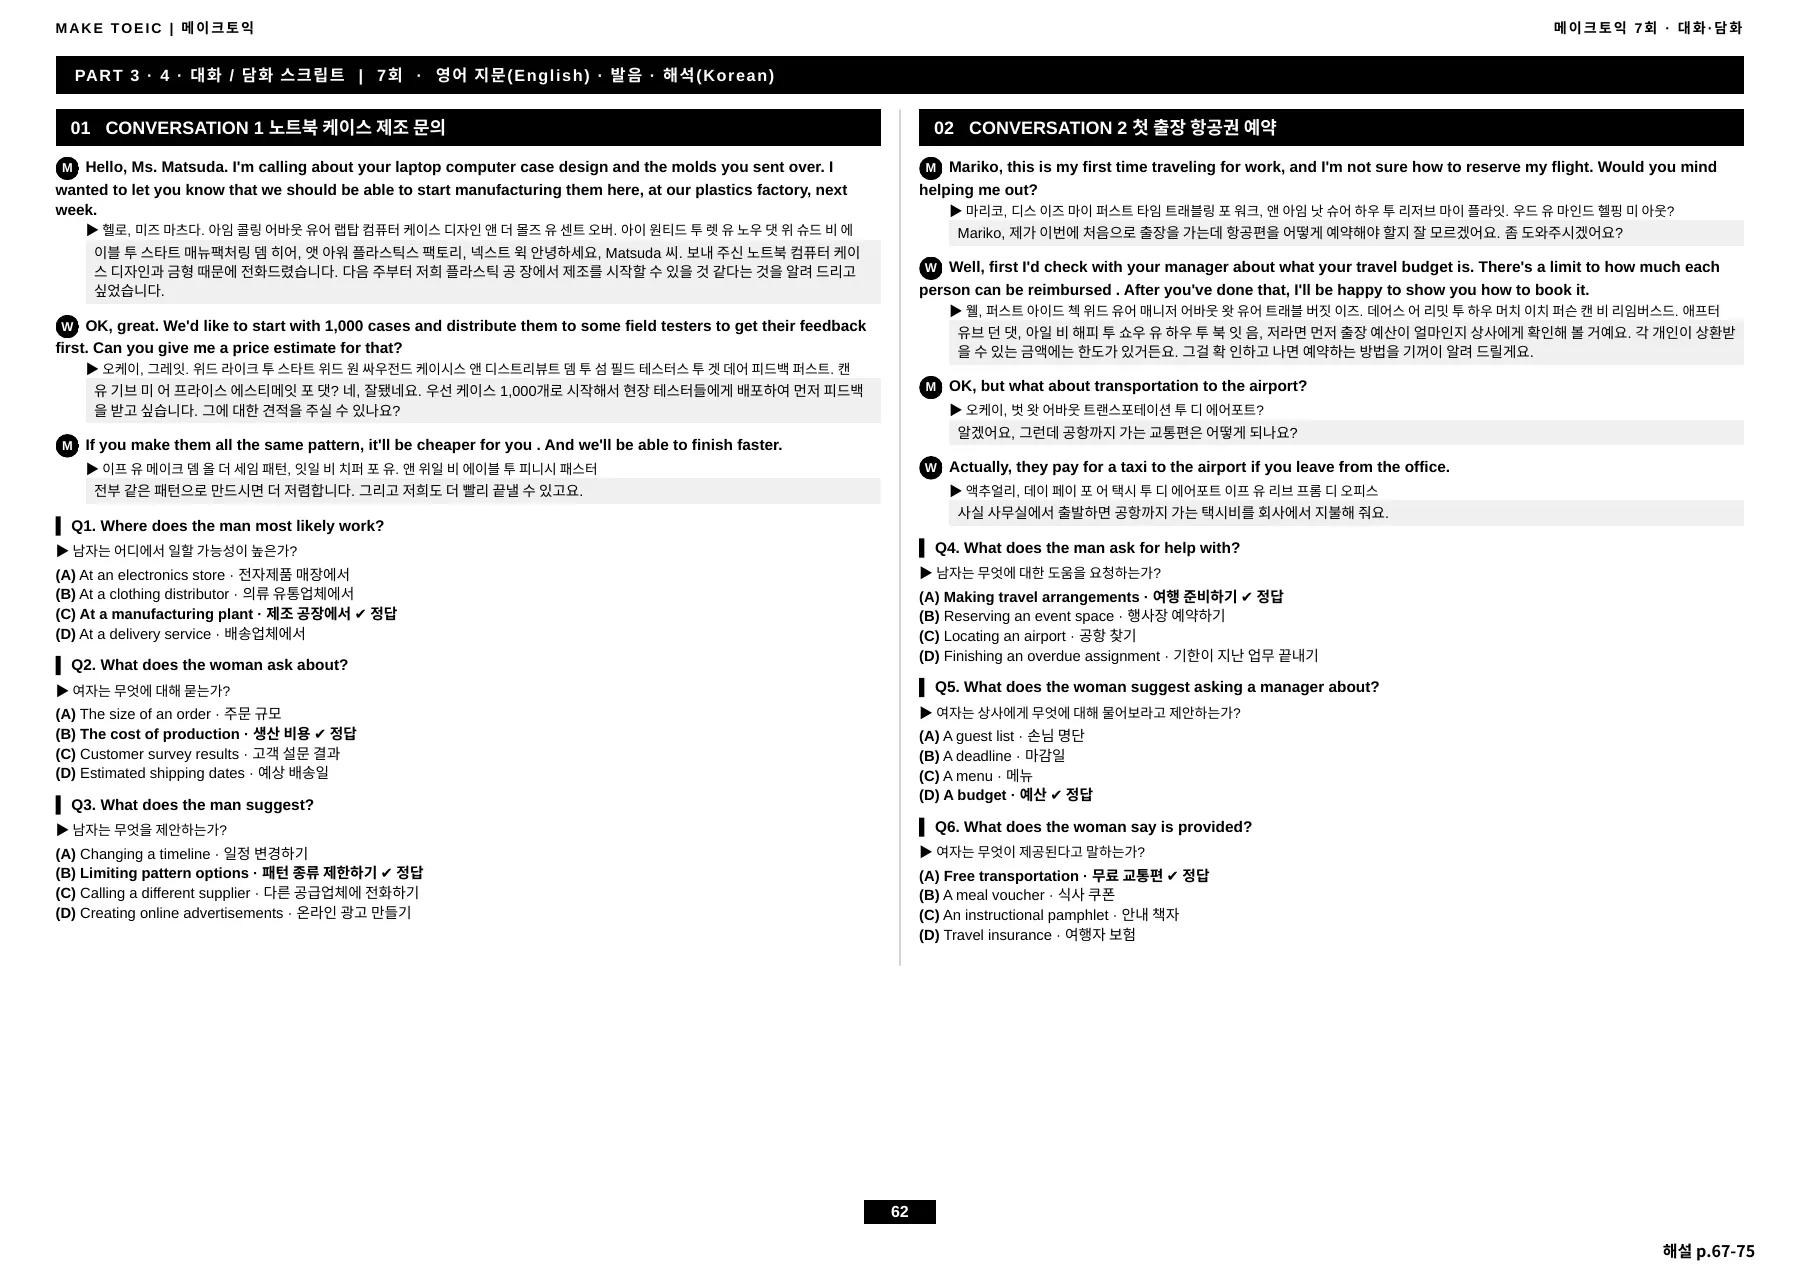 MAKE TOEIC | 메이크토익
메이크토익 7회 · 대화·담화
PART 3 · 4 · 대화 / 담화 스크립트 | 7회 · 영어 지문(English) · 발음 · 해석(Korean)
01 CONVERSATION 1 노트북 케이스 제조 문의
M Hello, Ms. Matsuda. I'm calling about your laptop computer case design and the molds you sent over. I
wanted to let you know that we should be able to start manufacturing them here, at our plastics factory, next
week.
▶ 헬로, 미즈 마츠다. 아임 콜링 어바웃 유어 랩탑 컴퓨터 케이스 디자인 앤 더 몰즈 유 센트 오버. 아이 원티드 투 렛 유 노우 댓 위 슈드 비 에
이블 투 스타트 매뉴팩처링 뎀 히어, 앳 아워 플라스틱스 팩토리, 넥스트 윅 안녕하세요, Matsuda 씨. 보내 주신 노트북 컴퓨터 케이
스 디자인과 금형 때문에 전화드렸습니다. 다음 주부터 저희 플라스틱 공 장에서 제조를 시작할 수 있을 것 같다는 것을 알려 드리고
싶었습니다.
W OK, great. We'd like to start with 1,000 cases and distribute them to some field testers to get their feedback
first. Can you give me a price estimate for that?
▶ 오케이, 그레잇. 위드 라이크 투 스타트 위드 원 싸우전드 케이시스 앤 디스트리뷰트 뎀 투 섬 필드 테스터스 투 겟 데어 피드백 퍼스트. 캔
유 기브 미 어 프라이스 에스티메잇 포 댓? 네, 잘됐네요. 우선 케이스 1,000개로 시작해서 현장 테스터들에게 배포하여 먼저 피드백
을 받고 싶습니다. 그에 대한 견적을 주실 수 있나요?
M If you make them all the same pattern, it'll be cheaper for you . And we'll be able to finish faster.
▶ 이프 유 메이크 뎀 올 더 세임 패턴, 잇일 비 치퍼 포 유. 앤 위일 비 에이블 투 피니시 패스터
전부 같은 패턴으로 만드시면 더 저렴합니다. 그리고 저희도 더 빨리 끝낼 수 있고요.
Q1. Where does the man most likely work?
▶ 남자는 어디에서 일할 가능성이 높은가?
(A) At an electronics store · 전자제품 매장에서
(B) At a clothing distributor · 의류 유통업체에서
(C) At a manufacturing plant · 제조 공장에서 ✔ 정답
(D) At a delivery service · 배송업체에서
Q2. What does the woman ask about?
▶ 여자는 무엇에 대해 묻는가?
(A) The size of an order · 주문 규모
(B) The cost of production · 생산 비용 ✔ 정답
(C) Customer survey results · 고객 설문 결과
(D) Estimated shipping dates · 예상 배송일
Q3. What does the man suggest?
▶ 남자는 무엇을 제안하는가?
(A) Changing a timeline · 일정 변경하기
(B) Limiting pattern options · 패턴 종류 제한하기 ✔ 정답
(C) Calling a different supplier · 다른 공급업체에 전화하기
(D) Creating online advertisements · 온라인 광고 만들기
02 CONVERSATION 2 첫 출장 항공권 예약
M Mariko, this is my first time traveling for work, and I'm not sure how to reserve my flight. Would you mind
helping me out?
▶ 마리코, 디스 이즈 마이 퍼스트 타임 트래블링 포 워크, 앤 아임 낫 슈어 하우 투 리저브 마이 플라잇. 우드 유 마인드 헬핑 미 아웃?
Mariko, 제가 이번에 처음으로 출장을 가는데 항공편을 어떻게 예약해야 할지 잘 모르겠어요. 좀 도와주시겠어요?
W Well, first I'd check with your manager about what your travel budget is. There's a limit to how much each
person can be reimbursed . After you've done that, I'll be happy to show you how to book it.
▶ 웰, 퍼스트 아이드 첵 위드 유어 매니저 어바웃 왓 유어 트래블 버짓 이즈. 데어스 어 리밋 투 하우 머치 이치 퍼슨 캔 비 리임버스드. 애프터
유브 던 댓, 아일 비 해피 투 쇼우 유 하우 투 북 잇 음, 저라면 먼저 출장 예산이 얼마인지 상사에게 확인해 볼 거예요. 각 개인이 상환받
을 수 있는 금액에는 한도가 있거든요. 그걸 확 인하고 나면 예약하는 방법을 기꺼이 알려 드릴게요.
M OK, but what about transportation to the airport?
▶ 오케이, 벗 왓 어바웃 트랜스포테이션 투 디 에어포트?
알겠어요, 그런데 공항까지 가는 교통편은 어떻게 되나요?
W Actually, they pay for a taxi to the airport if you leave from the office.
▶ 액추얼리, 데이 페이 포 어 택시 투 디 에어포트 이프 유 리브 프롬 디 오피스
사실 사무실에서 출발하면 공항까지 가는 택시비를 회사에서 지불해 줘요.
Q4. What does the man ask for help with?
▶ 남자는 무엇에 대한 도움을 요청하는가?
(A) Making travel arrangements · 여행 준비하기 ✔ 정답
(B) Reserving an event space · 행사장 예약하기
(C) Locating an airport · 공항 찾기
(D) Finishing an overdue assignment · 기한이 지난 업무 끝내기
Q5. What does the woman suggest asking a manager about?
▶ 여자는 상사에게 무엇에 대해 물어보라고 제안하는가?
(A) A guest list · 손님 명단
(B) A deadline · 마감일
(C) A menu · 메뉴
(D) A budget · 예산 ✔ 정답
Q6. What does the woman say is provided?
▶ 여자는 무엇이 제공된다고 말하는가?
(A) Free transportation · 무료 교통편 ✔ 정답
(B) A meal voucher · 식사 쿠폰
(C) An instructional pamphlet · 안내 책자
(D) Travel insurance · 여행자 보험
62
해설 p.67-75